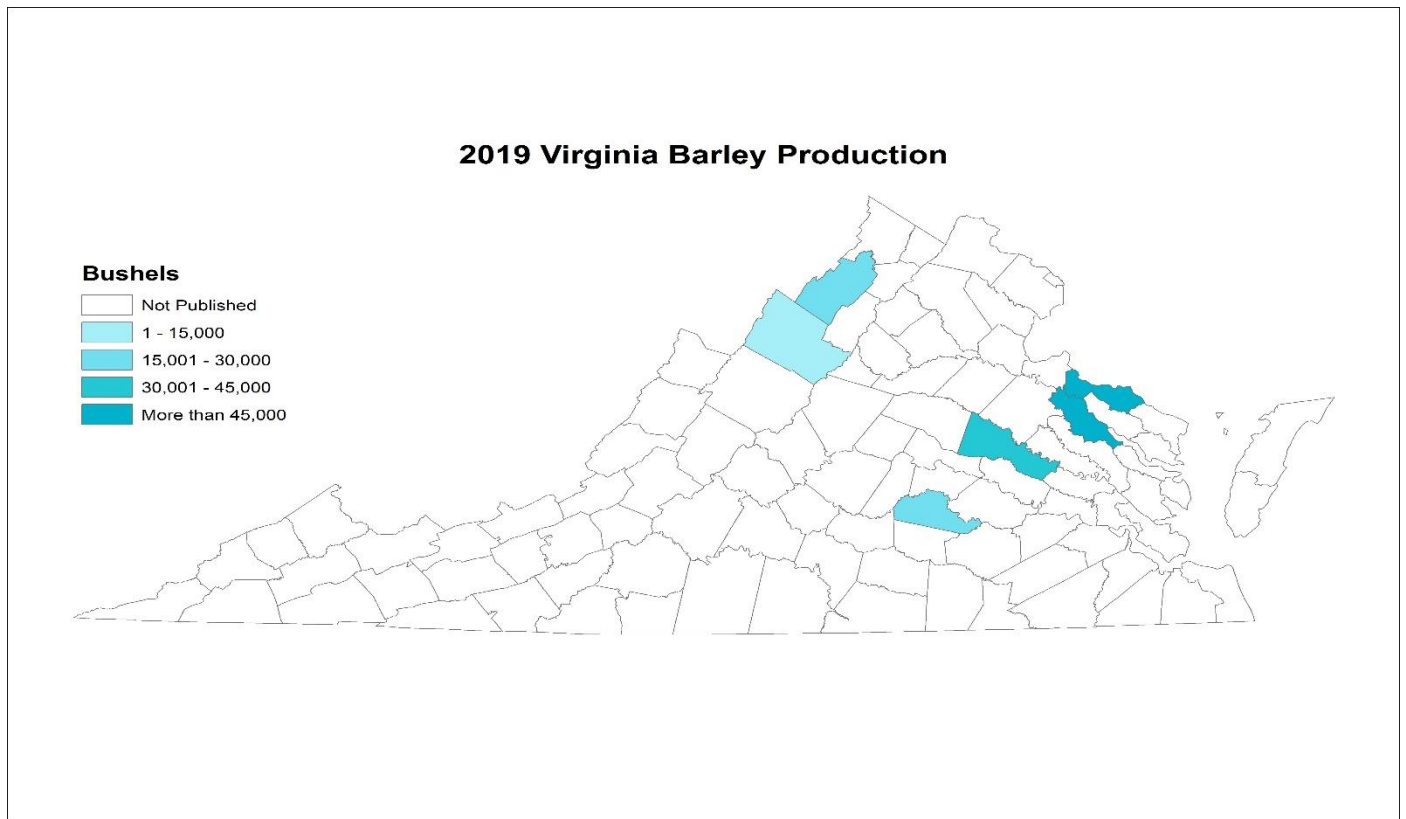 2019 Virginia Barley Production
Bushels
Not Published
1 - 15,000
15,001 - 30,000
30,001 - 45,000
More than 45,000